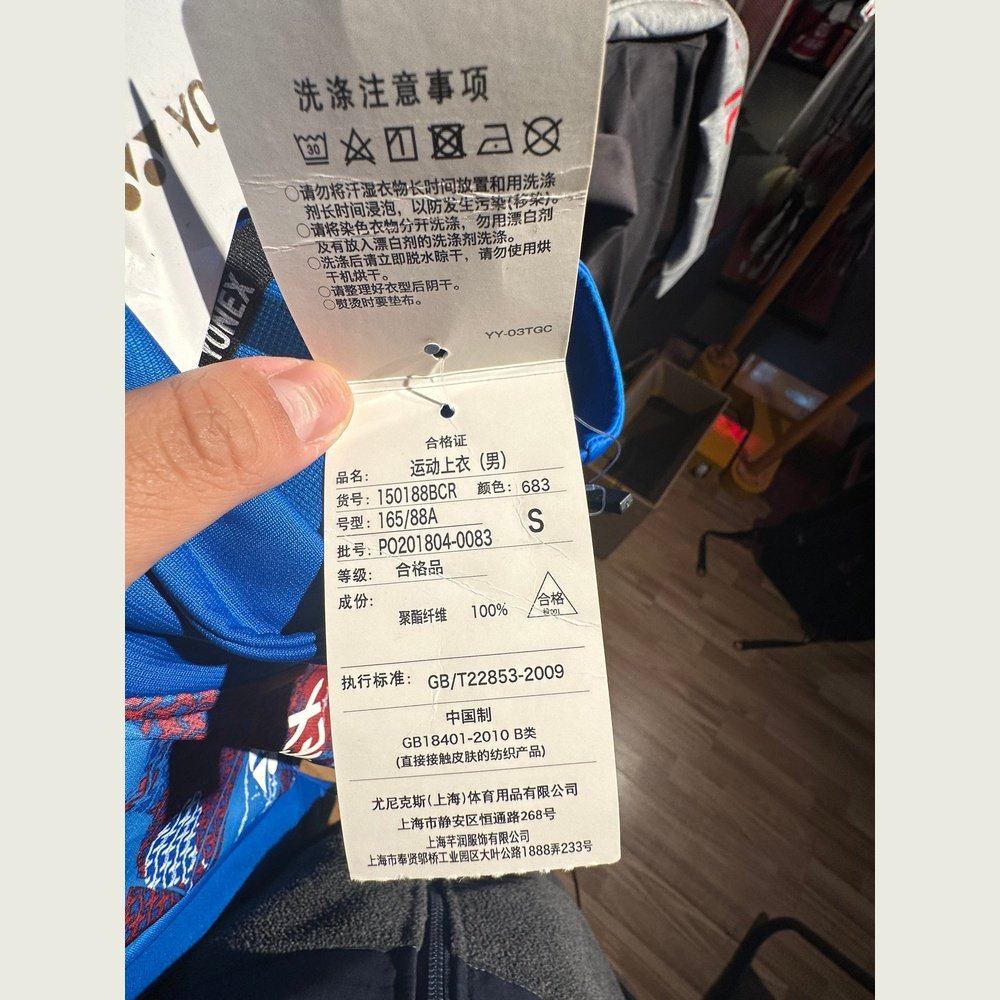 洗涤注意事项
30
○请勿将汗湿衣物长时间放置和用洗涤
剂长时间浸泡，以防发生污染(移染)。
○请将染色衣物分开洗涤，勿用漂白剂
及有放入漂白剂的洗涤剂洗涤。
○洗涤后请立即脱水晾干，请勿使用烘
干机烘干。
○请整理好衣型后阴干。
○熨烫时要垫布。
YY-03TGC
YONEX
合格证
品名： 运动上衣（男）
货号：150188BCR 颜色：683
号型：165/88A S
批号：PO201804-0083
等级： 合格品
成份：
聚酯纤维 100%
合格
检001
执行标准： GB/T22853-2009
中国制
GB18401-2010 B类
(直接接触皮肤的纺织产品)
尤尼克斯(上海)体育用品有限公司
上海市静安区恒通路268号
上海芊润服饰有限公司
上海市奉贤邬桥工业园区大叶公路1888弄233号